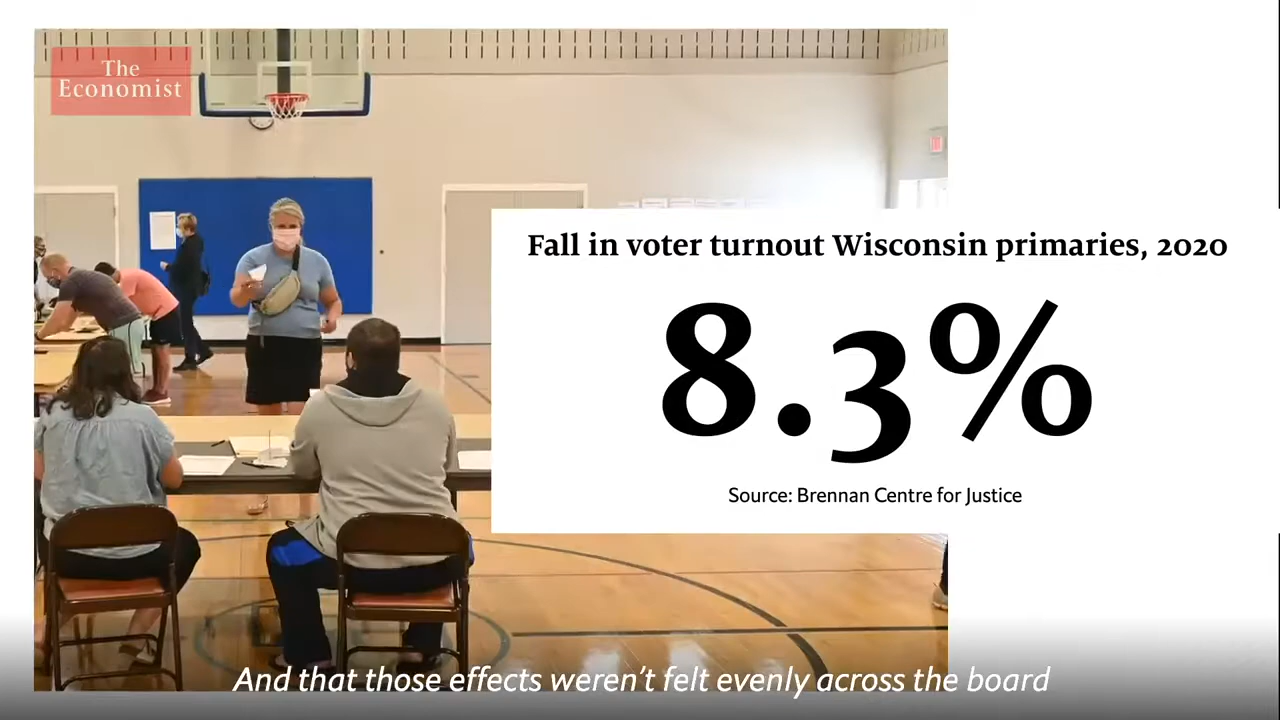 The
Economist
Fall in voter turnout Wisconsin primaries, 2020
8.3%
Source: Brennan Centre for Justice
And that those effects weren’t felt evenly across the board